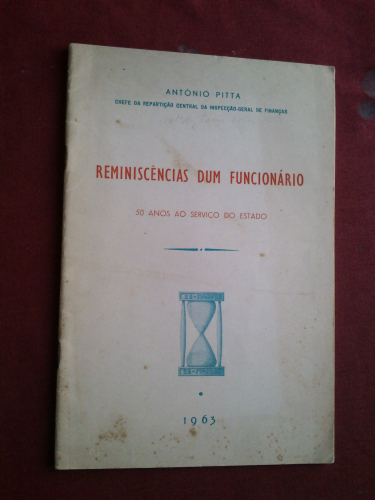 ANTÓNIO PITTA
CHEFE DA REPARTIÇÃO CENTRAL DA INSPECÇÃO-GERAL DE FINANÇAS
REMINISCÊNCIAS DUM FUNCIONÁRIO
50 ANOS AO SERVIÇO DO ESTADO
1963